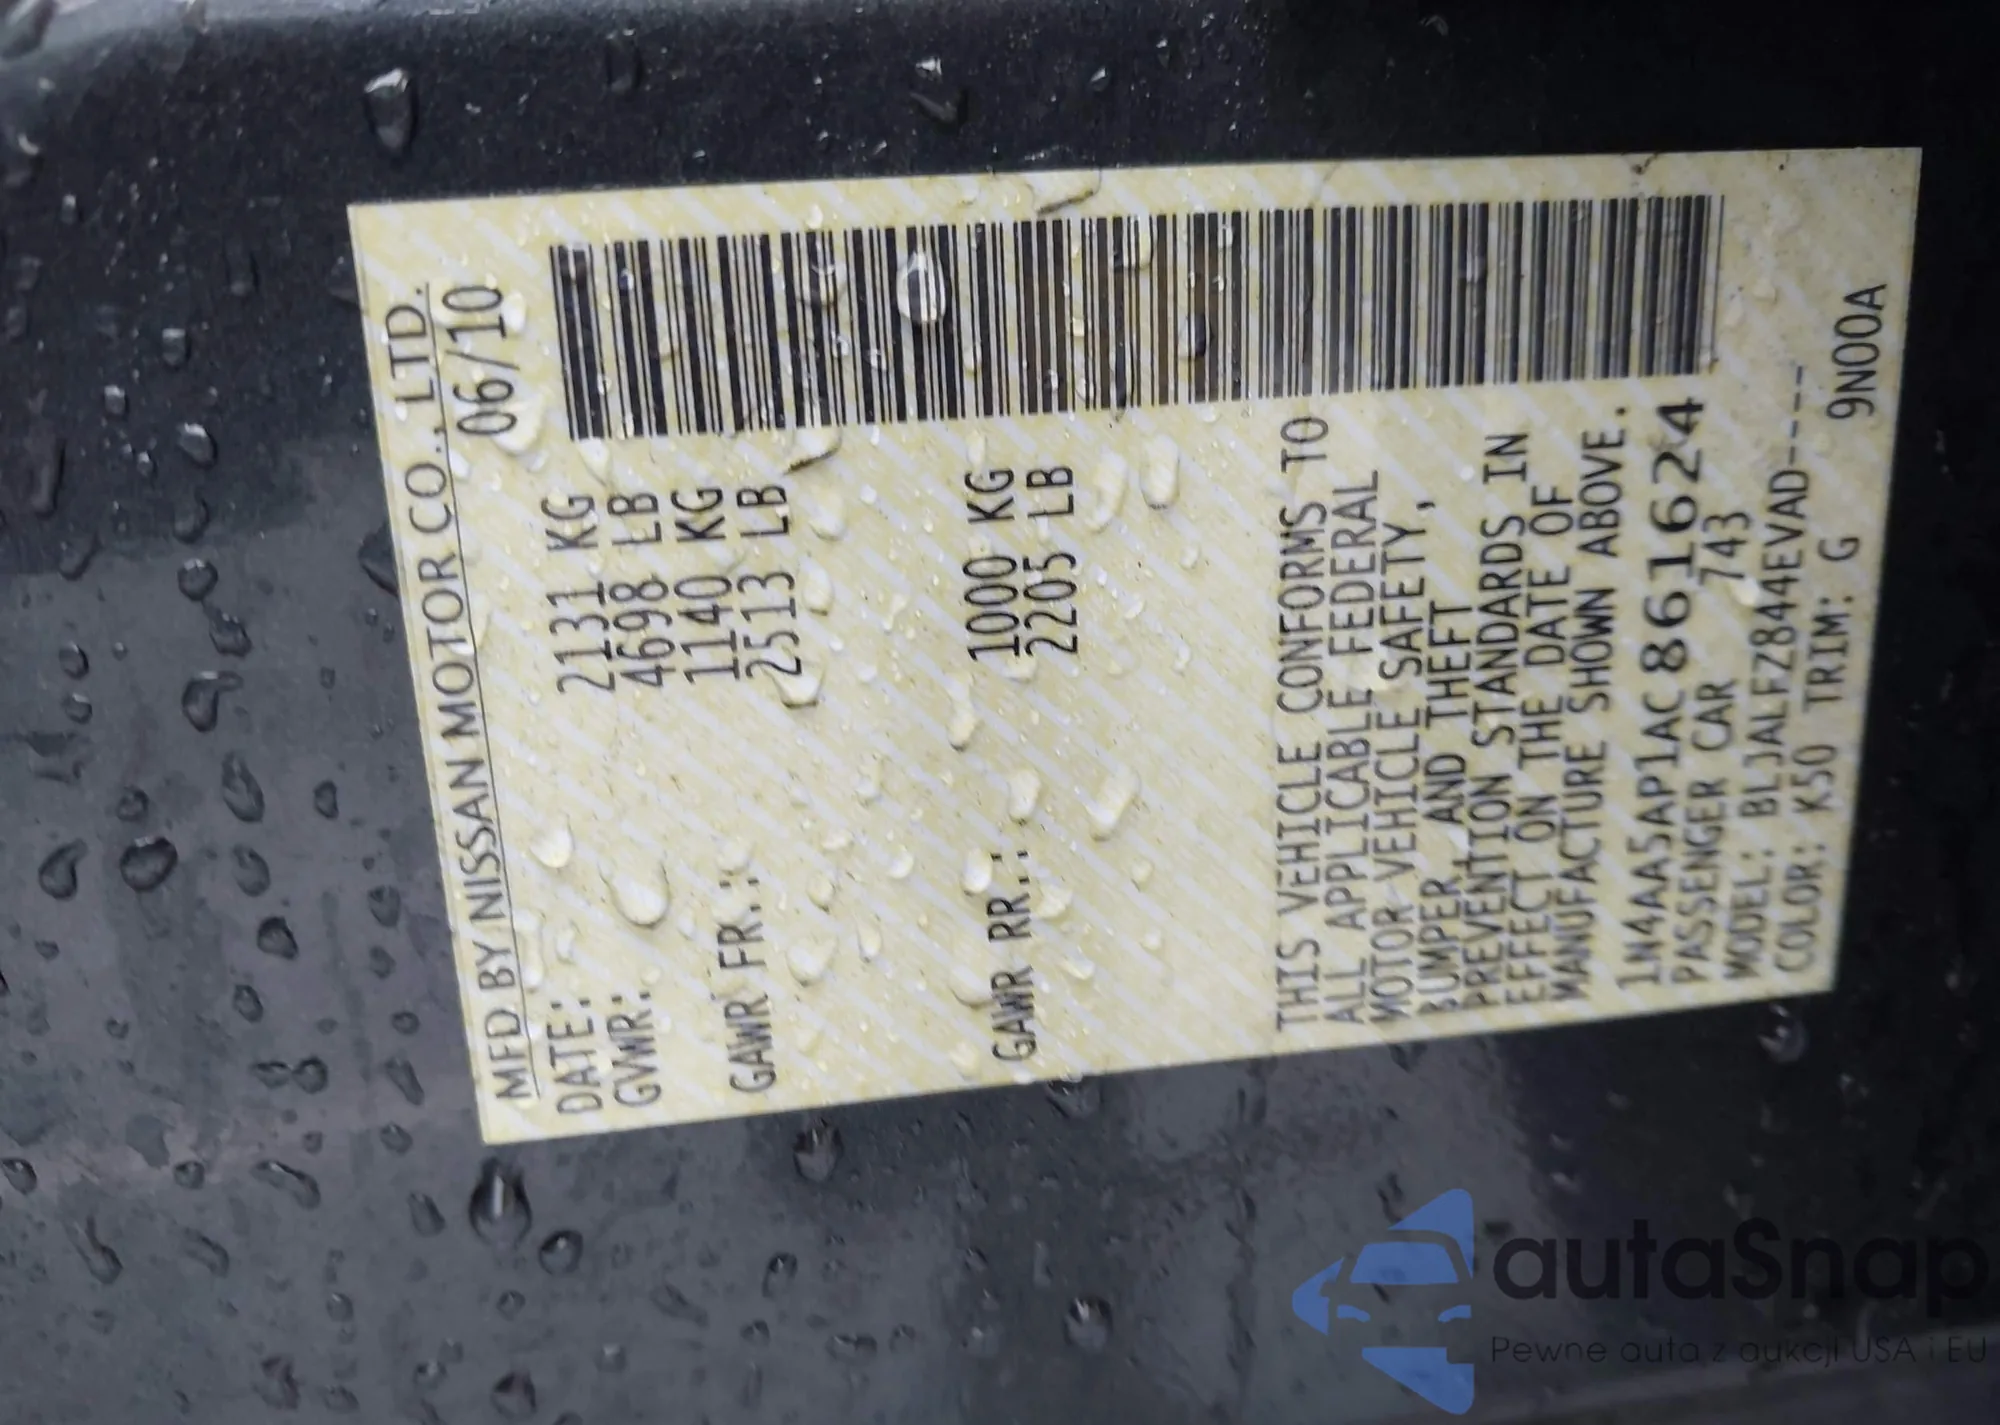 MFD BY NISSAN MOTOR CO., LTD.
DATE: 06/10
GVWR: 2131 KG
4698 LB
GAWR FR.: 1140 KG
2513 LB
GAWR RR.: 1000 KG
2205 LB
THIS VEHICLE CONFORMS TO
ALL APPLICABLE FEDERAL
MOTOR VEHICLE SAFETY,
BUMPER, AND THEFT
PREVENTION STANDARDS IN
EFFECT ON THE DATE OF
MANUFACTURE SHOWN ABOVE.
1N4AA5AP1AC861624
PASSENGER CAR 743
MODEL: BLJALFZ844EVAD----
COLOR: K50 TRIM: G 9N00A
autaSnap
Pewne auta z aukcji USA i EU